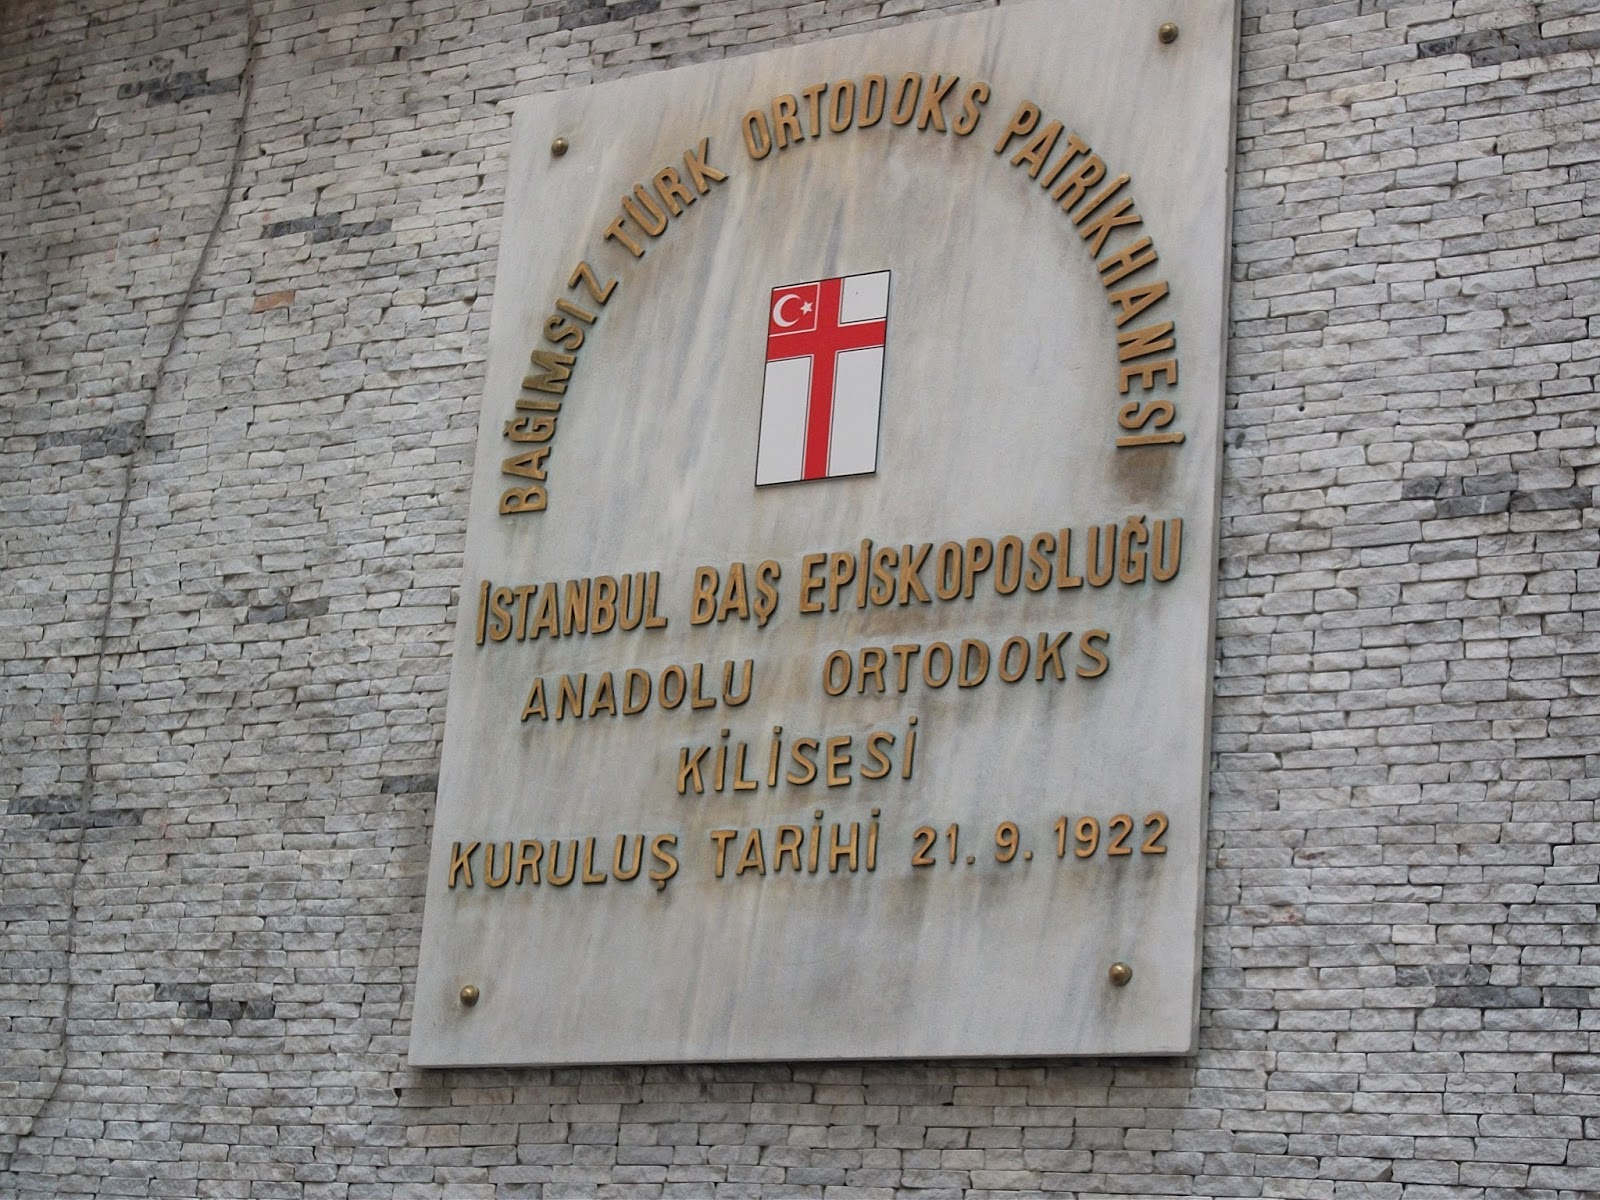 BAĞIMSIZ TÜRK ORTODOKS PATRİKHANESİ
İSTANBUL BAŞ EPİSKOPOSLUĞU
ANADOLU ORTODOKS
KİLİSESİ
KURULUŞ TARİHİ 21.9.1922